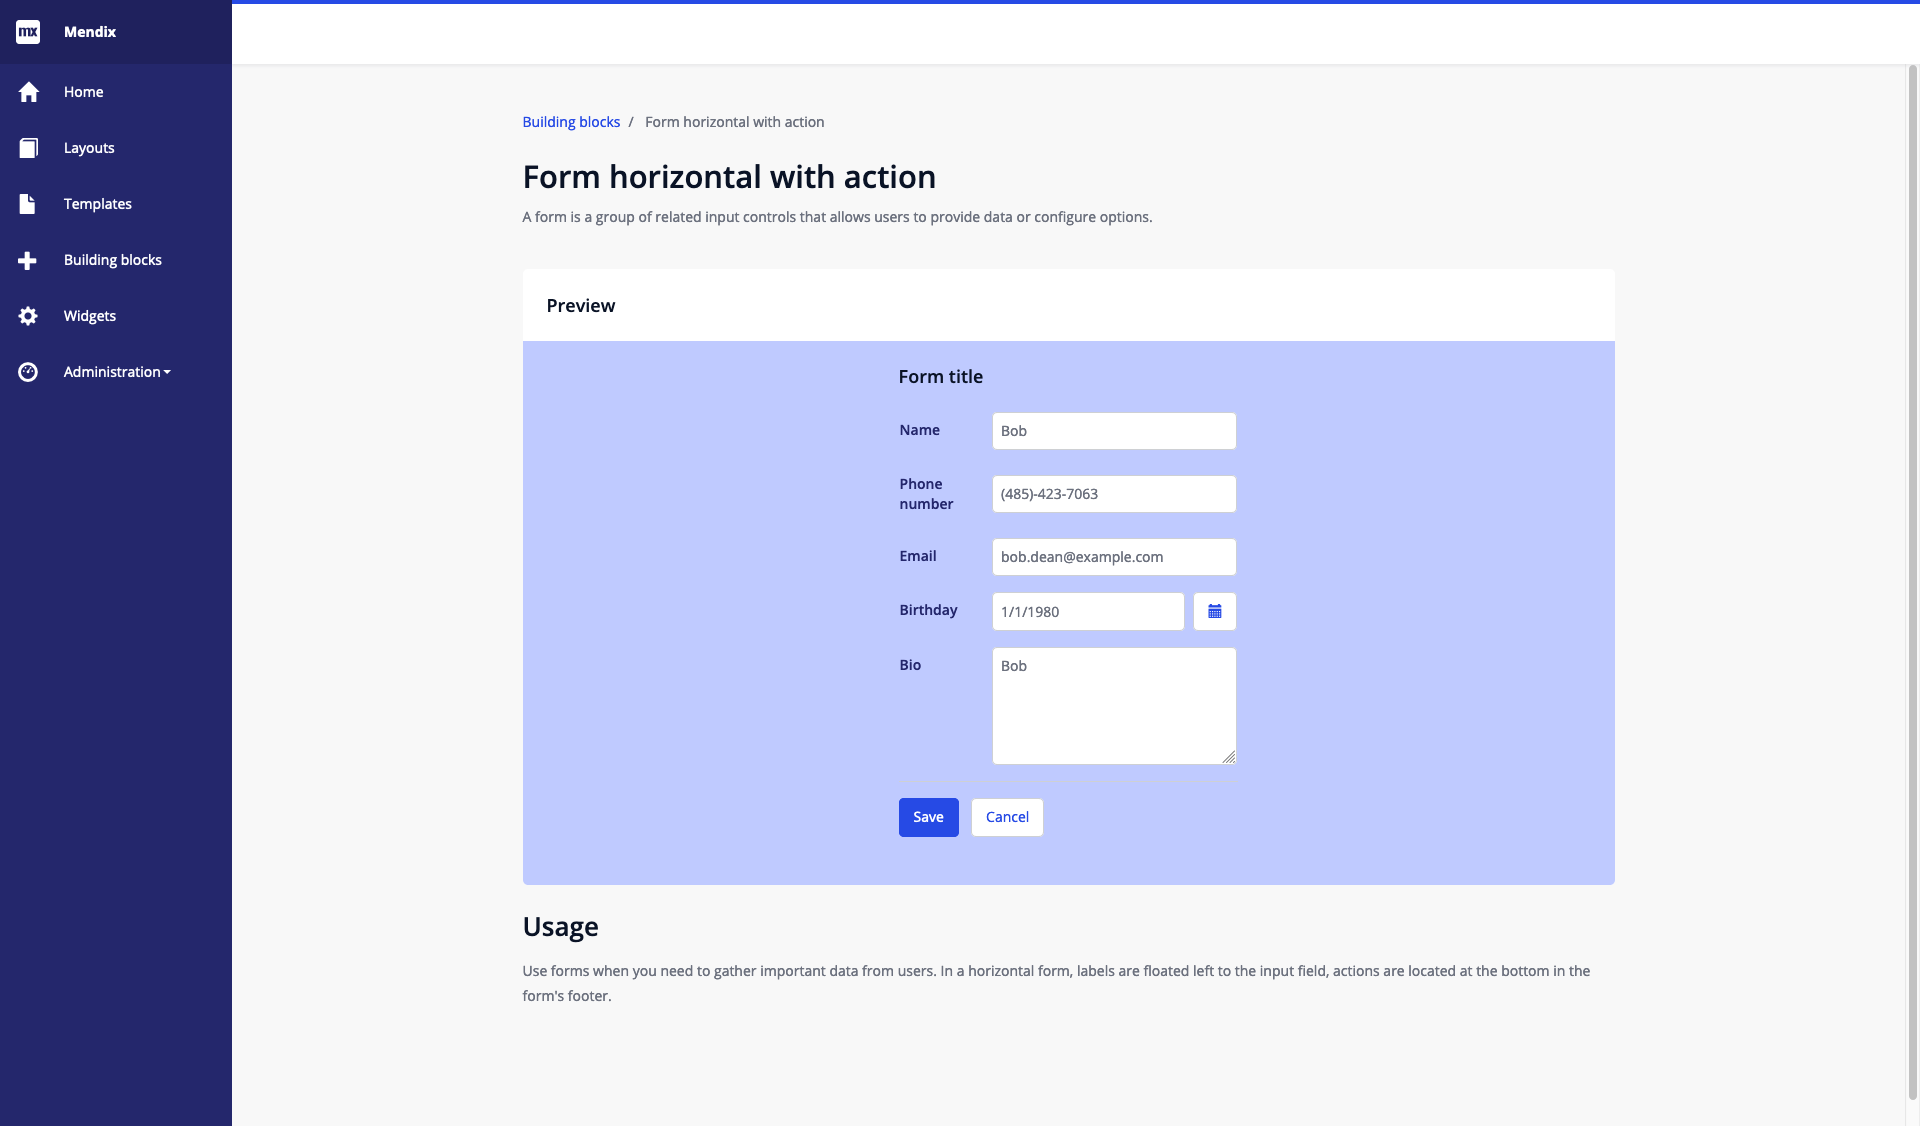 mx Mendix
Home
Layouts
Templates
Building blocks
Widgets
Administration
Building blocks / Form horizontal with action
Form horizontal with action
A form is a group of related input controls that allows users to provide data or configure options.
Preview
Form title
Name Bob
Phone number (485)-423-7063
Email bob.dean@example.com
Birthday 1/1/1980
Bio Bob
Save Cancel
Usage
Use forms when you need to gather important data from users. In a horizontal form, labels are floated left to the input field, actions are located at the bottom in the
form's footer.